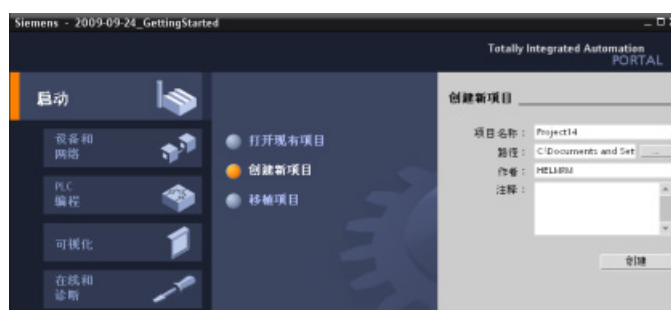 Siemens - 2009-09-24_GettingStarted
Totally Integrated Automation
PORTAL
启动
设备和
网络
PLC
编程
可视化
在线和
诊断
打开现有项目
创建新项目
移植项目
创建新项目
项目名称： Project14
路径： C:\Documents and Set ...
作者：
注释：
创建